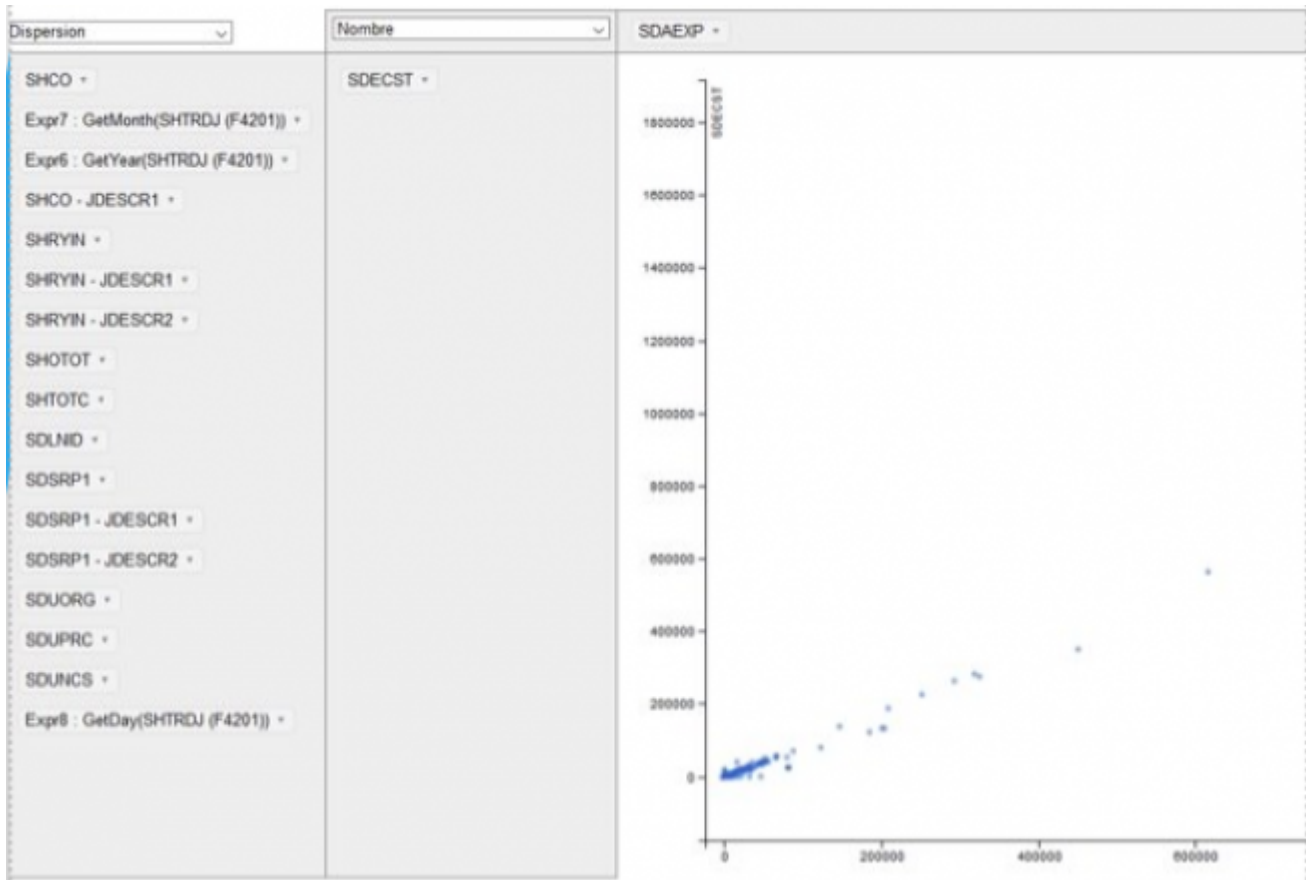 Dispersion
Nombre
SDAEXP
SHCO
SDECST
Expr7 : GetMonth(SHTRDJ (F4201))
Expr6 : GetYear(SHTRDJ (F4201))
SHCO - JDESCR1
SHRYIN
SHRYIN - JDESCR1
SHRYIN - JDESCR2
SHOTOT
SHTOTC
SDLNID
SDSRP1
SDSRP1 - JDESCR1
SDSRP1 - JDESCR2
SDUORG
SDUPRC
SDUNCS
Expr8 : GetDay(SHTRDJ (F4201))
SDECST
1800000
1600000
1400000
1200000
1000000
800000
600000
400000
200000
0
0
200000
400000
600000